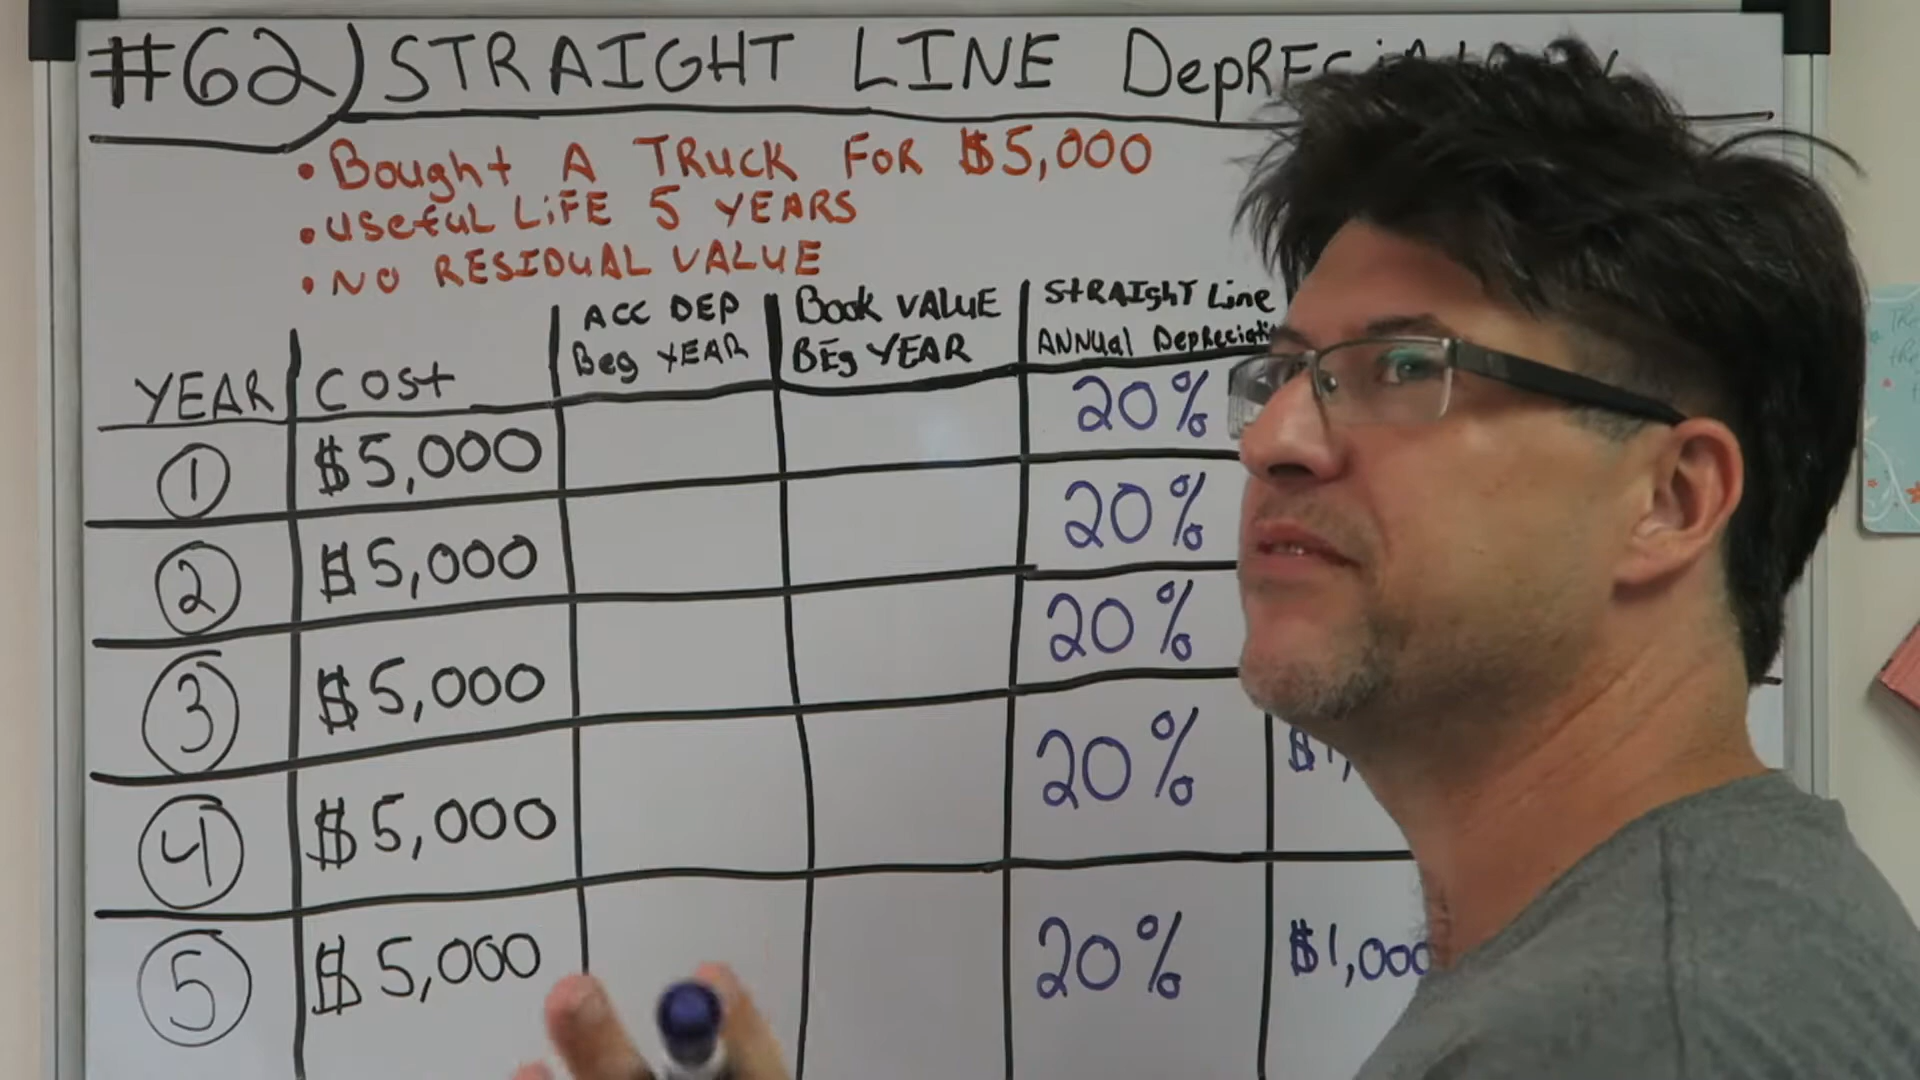 #62) STRAIGHT LINE
• Bought A TRUCK FOR $5,000
• useful LiFE 5 YEARS
• NO RESIDUAL VALUE
YEAR COSt ACC DEP Beg YEAR Book VALUE BEg YEAR StRAIghT Line ANNUAl
1 $5,000 20%
2 $5,000 20%
3 $5,000 20%
4 $5,000 20%
5 $5,000 20% $1,000